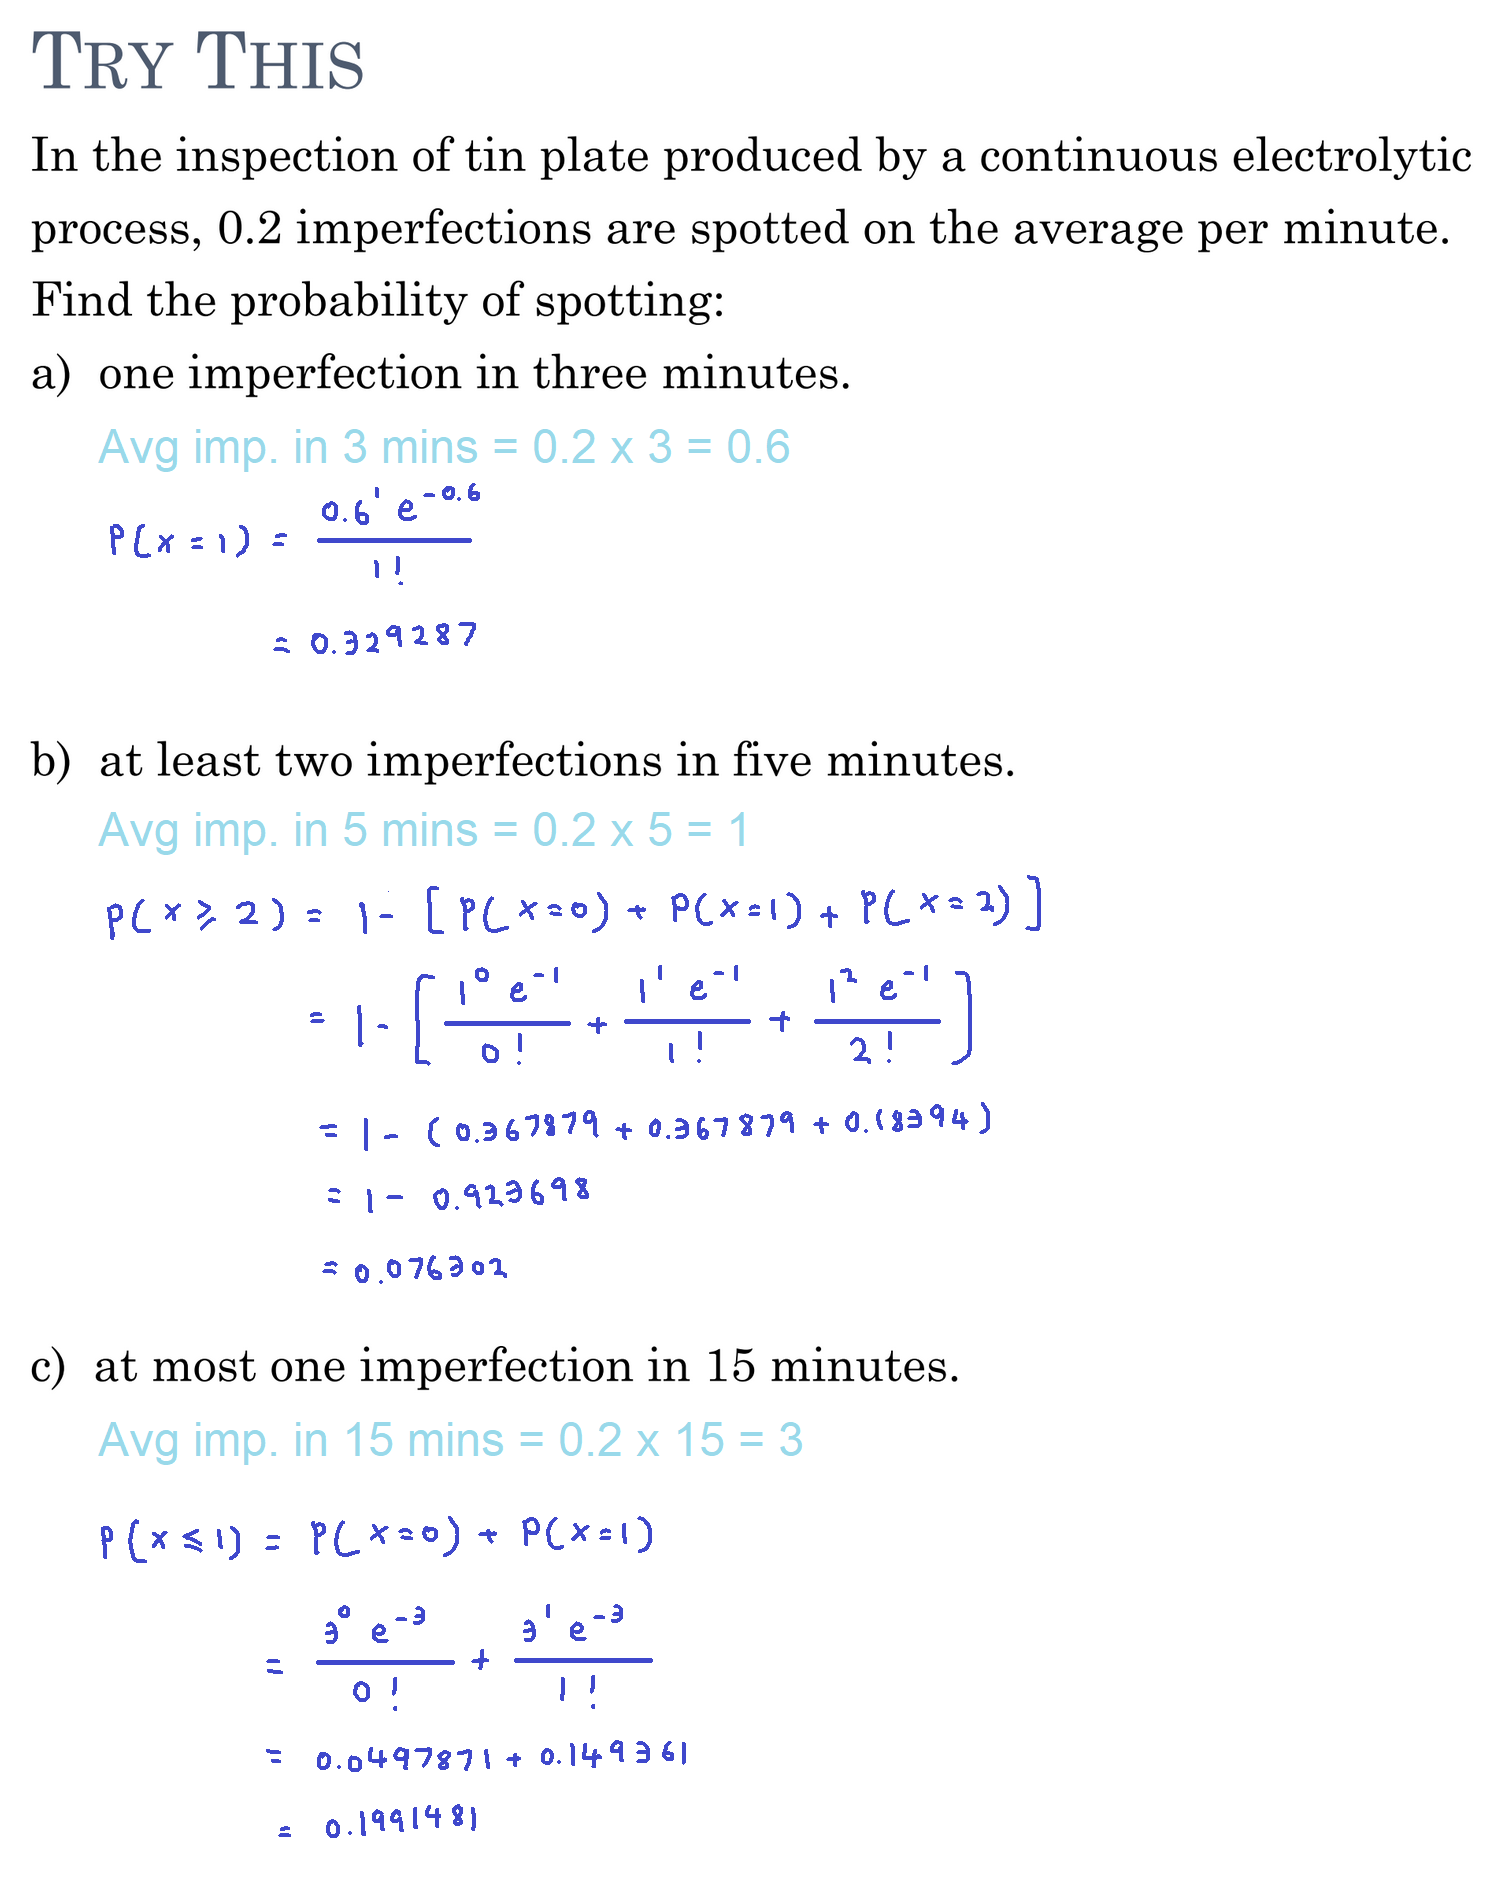 TRY THIS
In the inspection of tin plate produced by a continuous electrolytic
process, 0.2 imperfections are spotted on the average per minute.
Find the probability of spotting:
a) one imperfection in three minutes.
Avg imp. in 3 mins = 0.2 x 3 = 0.6
P(x = 1) = \frac{0.6^1 e^{-0.6}}{1!}
= 0.329287
b) at least two imperfections in five minutes.
Avg imp. in 5 mins = 0.2 x 5 = 1
P(x ⩾ 2) = 1 - [P(x=0) + P(x=1) + P(x=2)]
= 1 - [\frac{1^0 e^{-1}}{0!} + \frac{1^1 e^{-1}}{1!} + \frac{1^2 e^{-1}}{2!}]
= 1 - (0.367879 + 0.367879 + 0.18394)
= 1 - 0.923698
= 0.076302
c) at most one imperfection in 15 minutes.
Avg imp. in 15 mins = 0.2 x 15 = 3
P(x ⩽ 1) = P(x=0) + P(x=1)
= \frac{3^0 e^{-3}}{0!} + \frac{3^1 e^{-3}}{1!}
= 0.0497871 + 0.149361
= 0.1991481